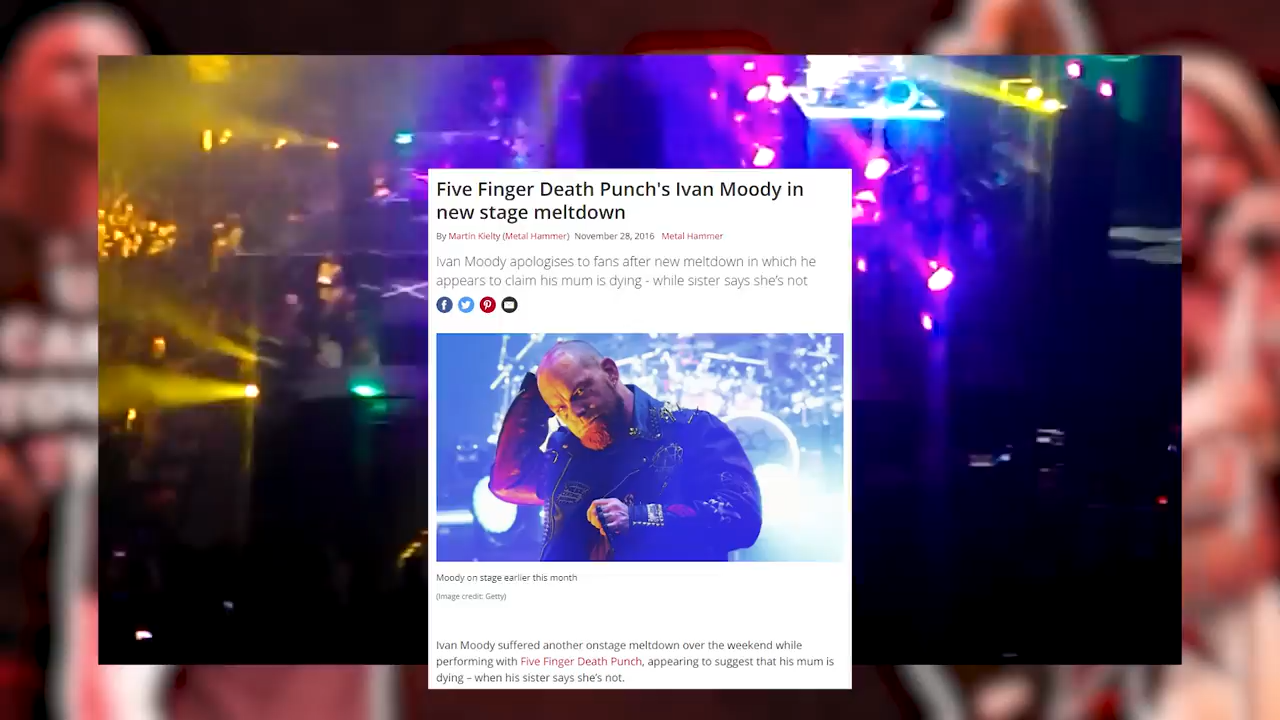 Five Finger Death Punch's Ivan Moody in
new stage meltdown
By Martin Kielty (Metal Hammer) November 28, 2016 Metal Hammer
Ivan Moody apologises to fans after new meltdown in which he
appears to claim his mum is dying - while sister says she’s not
Moody on stage earlier this month
(Image credit: Getty)
Ivan Moody suffered another onstage meltdown over the weekend while
performing with Five Finger Death Punch, appearing to suggest that his mum is
dying – when his sister says she’s not.